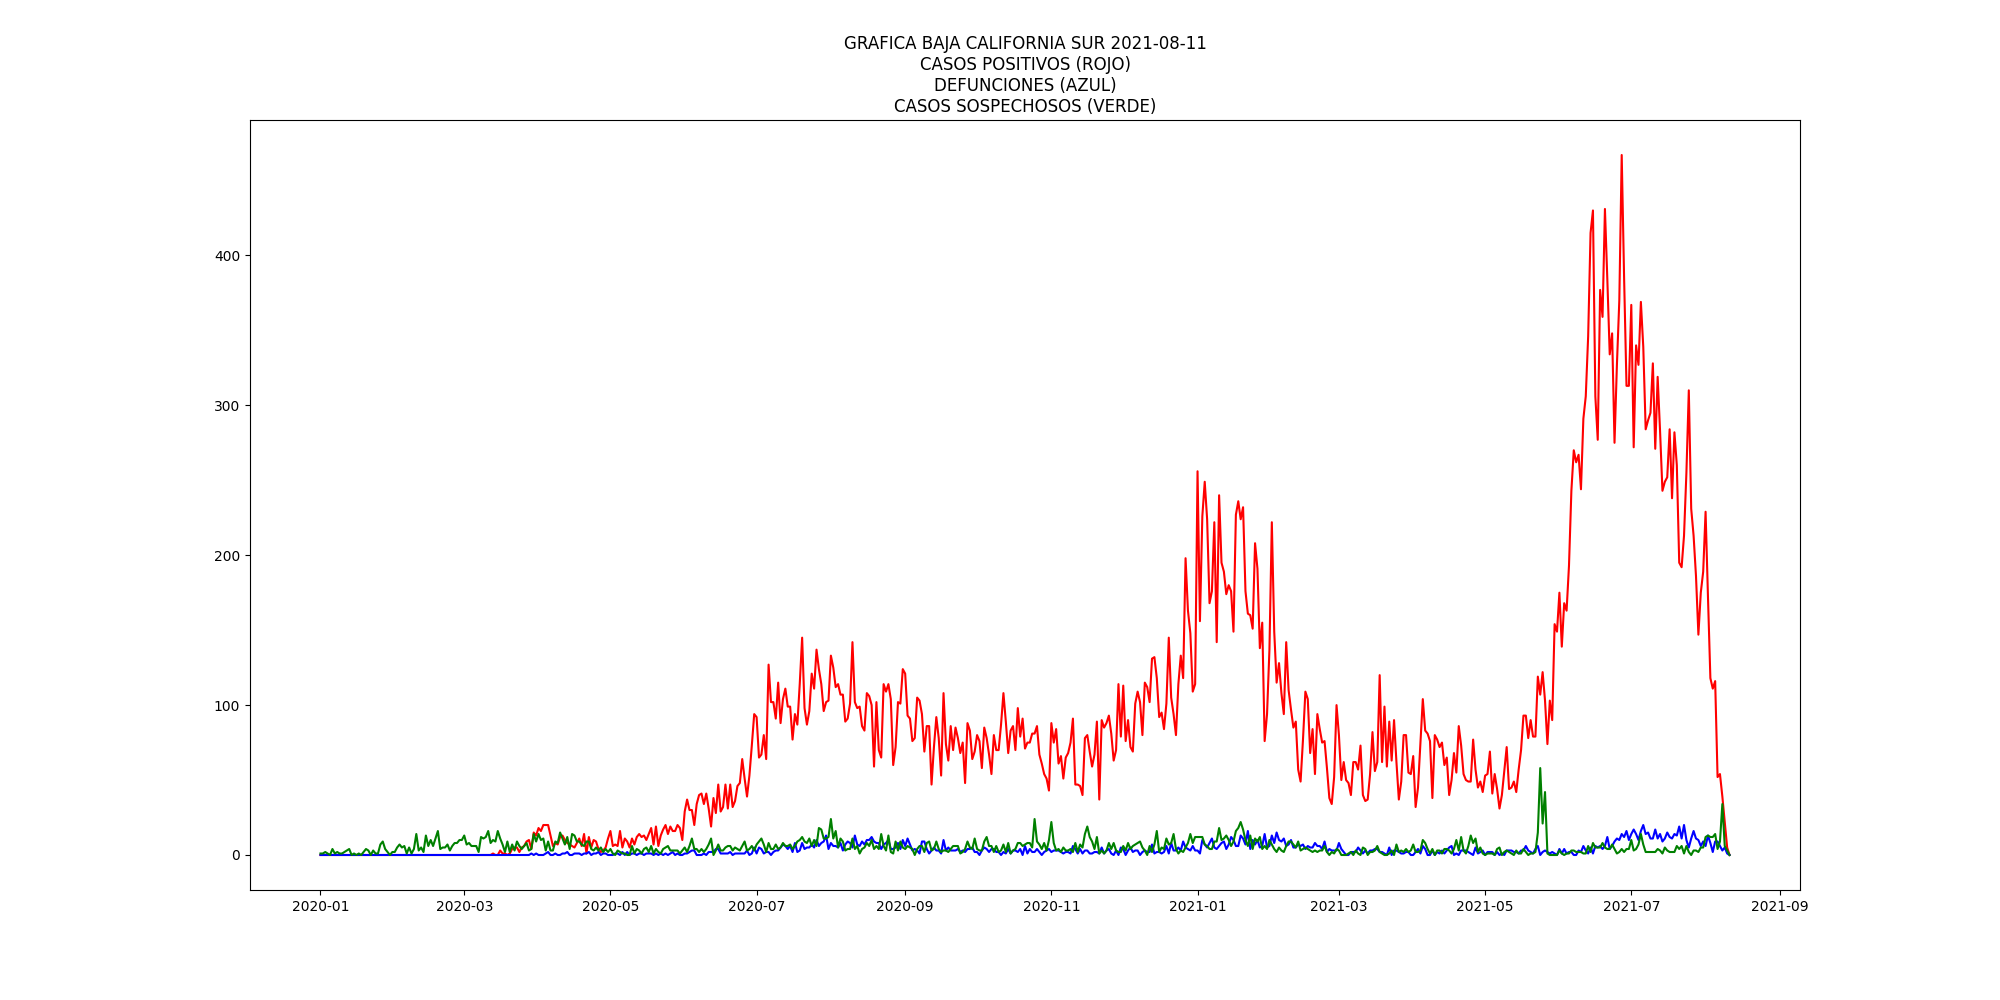 GRAFICA BAJA CALIFORNIA SUR 2021-08-11
CASOS POSITIVOS (ROJO)
DEFUNCIONES (AZUL)
CASOS SOSPECHOSOS (VERDE)
400
300
200
100
0
2020-01 2020-03 2020-05 2020-07 2020-09 2020-11 2021-01 2021-03 2021-05 2021-07 2021-09